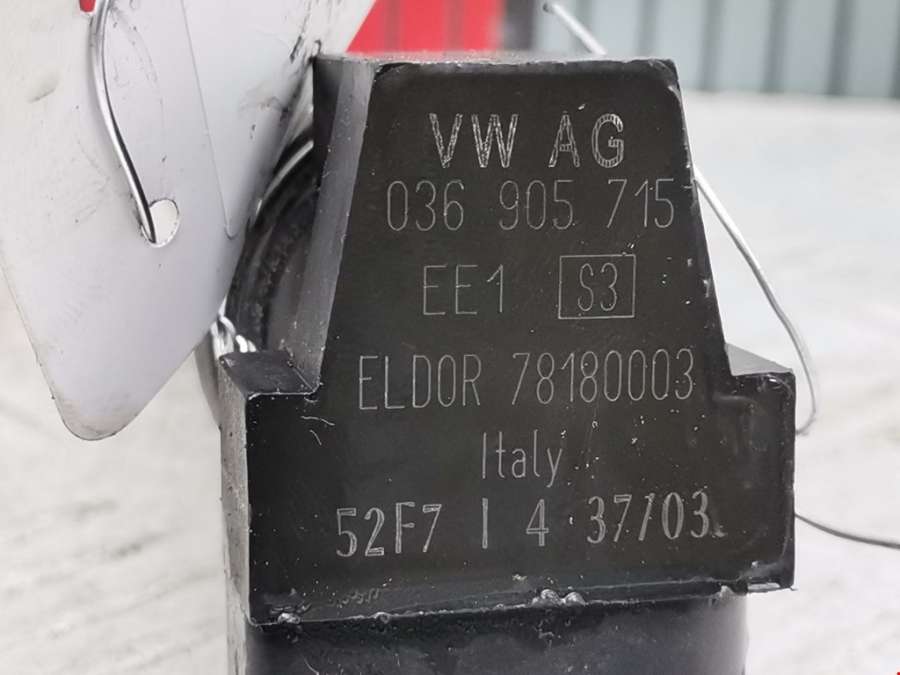 VW AG
036 905 715
EE1 S3
ELDOR 78180003
Italy
52F7 I 4 37/03